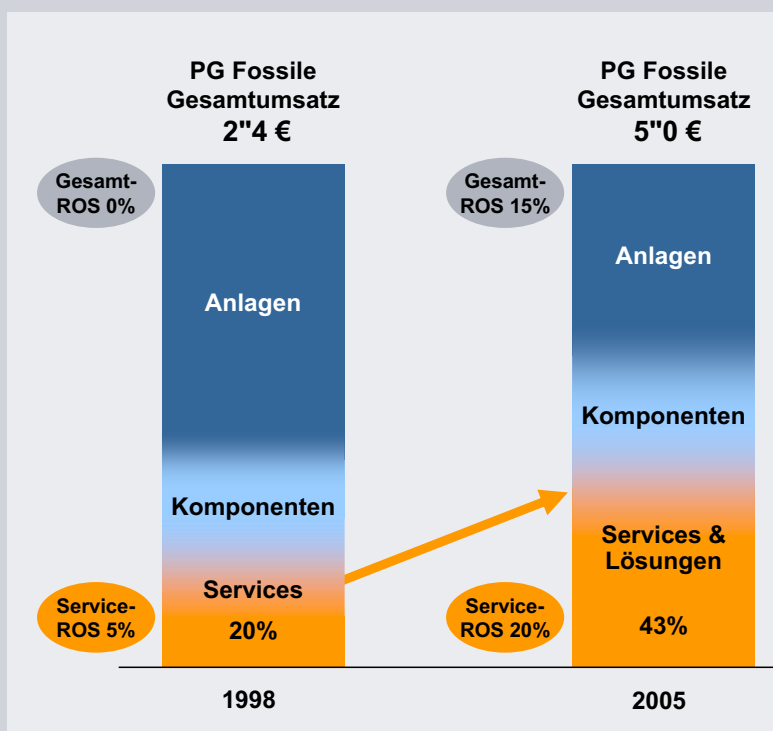 PG Fossile
Gesamtumsatz
2"4 €
Gesamt-
ROS 0%
Anlagen
Komponenten
Services
20%
Service-
ROS 5%
1998
PG Fossile
Gesamtumsatz
5"0 €
Gesamt-
ROS 15%
Anlagen
Komponenten
Services &
Lösungen
43%
Service-
ROS 20%
2005